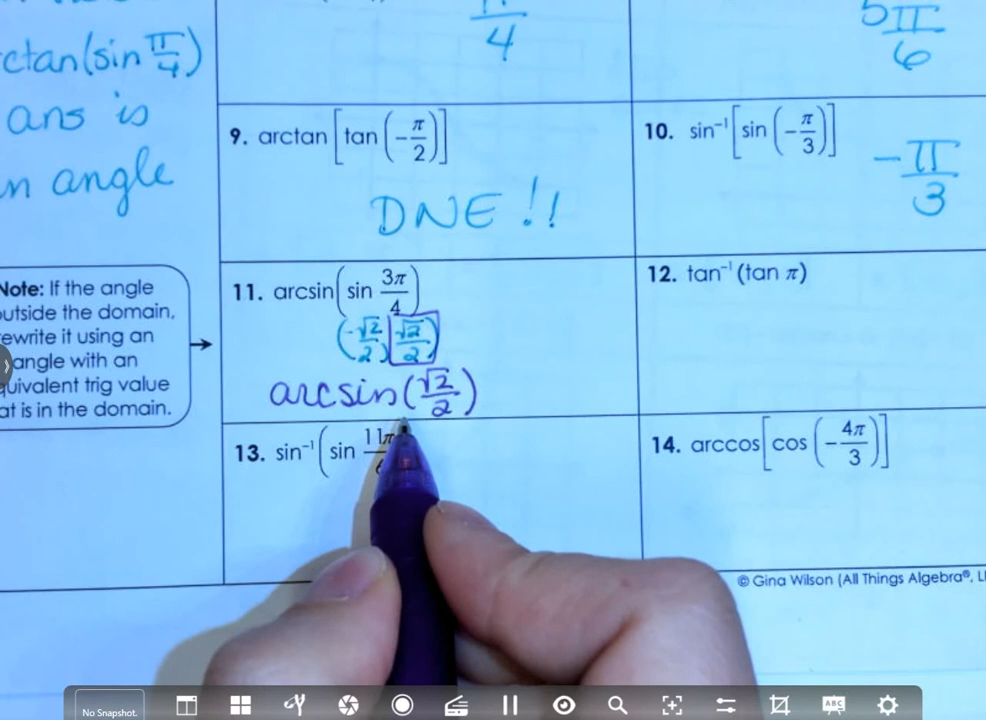 π/4
5π/6
ctan(sin π/4)
ans is
n angle
9. arctan[tan(-π/2)]
DNE!!
10. sin⁻¹[sin(-π/3)]
-π/3
Note: If the angle
outside the domain,
ewrite it using an
angle with an
quivalent trig value
at is in the domain.
11. arcsin(sin 3π/4)
(-√2/2, √2/2)
arcsin(√2/2)
12. tan⁻¹(tan π)
13. sin⁻¹(sin 11π
14. arccos[cos(-4π/3)]
© Gina Wilson (All Things Algebra®, L
No Snapshot.
ABC